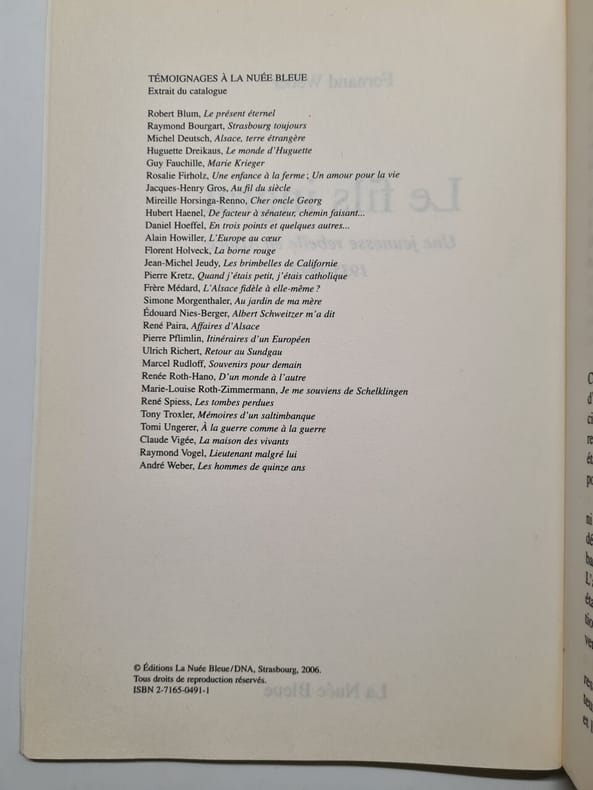 TÉMOIGNAGES À LA NUÉE BLEUE
Extrait du catalogue
Robert Blum, Le présent éternel
Raymond Bourgart, Strasbourg toujours
Michel Deutsch, Alsace, terre étrangère
Huguette Dreikaus, Le monde d'Huguette
Guy Fauchille, Marie Krieger
Rosalie Firholz, Une enfance à la ferme ; Un amour pour la vie
Jacques-Henry Gros, Au fil du siècle
Mireille Horsinga-Renno, Cher oncle Georg
Hubert Haenel, De facteur à sénateur, chemin faisant...
Daniel Hoeffel, En trois points et quelques autres...
Alain Howiller, L'Europe au cœur
Florent Holveck, La borne rouge
Jean-Michel Jeudy, Les brimbelles de Californie
Pierre Kretz, Quand j'étais petit, j'étais catholique
Frère Médard, L'Alsace fidèle à elle-même ?
Simone Morgenthaler, Au jardin de ma mère
Édouard Nies-Berger, Albert Schweitzer m'a dit
René Paira, Affaires d'Alsace
Pierre Pflimlin, Itinéraires d'un Européen
Ulrich Richert, Retour au Sundgau
Marcel Rudloff, Souvenirs pour demain
Renée Roth-Hano, D'un monde à l'autre
Marie-Louise Roth-Zimmermann, Je me souviens de Schelklingen
René Spiess, Les tombes perdues
Tony Troxler, Mémoires d'un saltimbanque
Tomi Ungerer, À la guerre comme à la guerre
Claude Vigée, La maison des vivants
Raymond Vogel, Lieutenant malgré lui
André Weber, Les hommes de quinze ans
© Éditions La Nuée Bleue/DNA, Strasbourg, 2006.
Tous droits de reproduction réservés.
ISBN 2-7165-0491-1